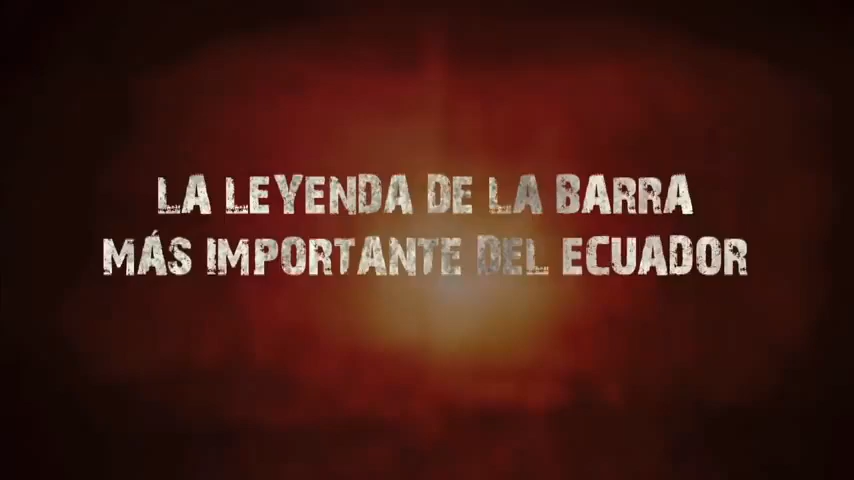 LA LEYENDA DE LA BARRA
MÁS IMPORTANTE DEL ECUADOR